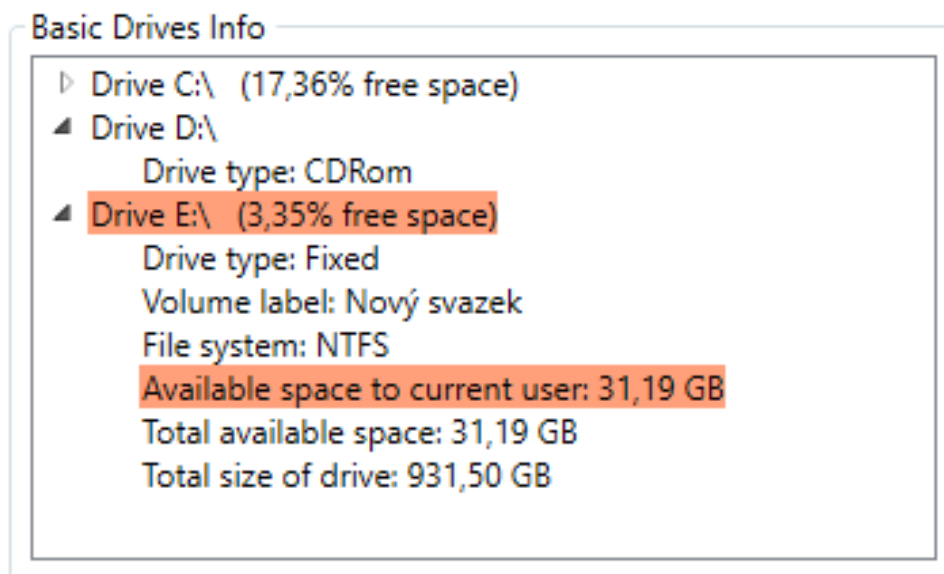 Basic Drives Info
Drive C:\ (17,36% free space)
Drive D:\
Drive type: CDRom
Drive E:\ (3,35% free space)
Drive type: Fixed
Volume label: Nový svazek
File system: NTFS
Available space to current user: 31,19 GB
Total available space: 31,19 GB
Total size of drive: 931,50 GB